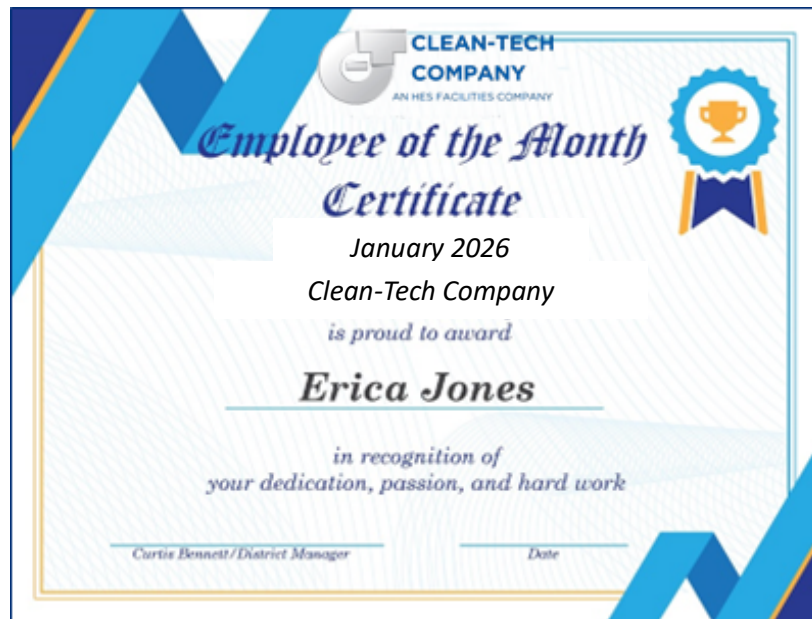 CLEAN-TECH
COMPANY
AN HES FACILITIES COMPANY
Employee of the Month
Certificate
January 2026
Clean-Tech Company
is proud to award
Erica Jones
in recognition of
your dedication, passion, and hard work
Curtis Bennett/District Manager
Date